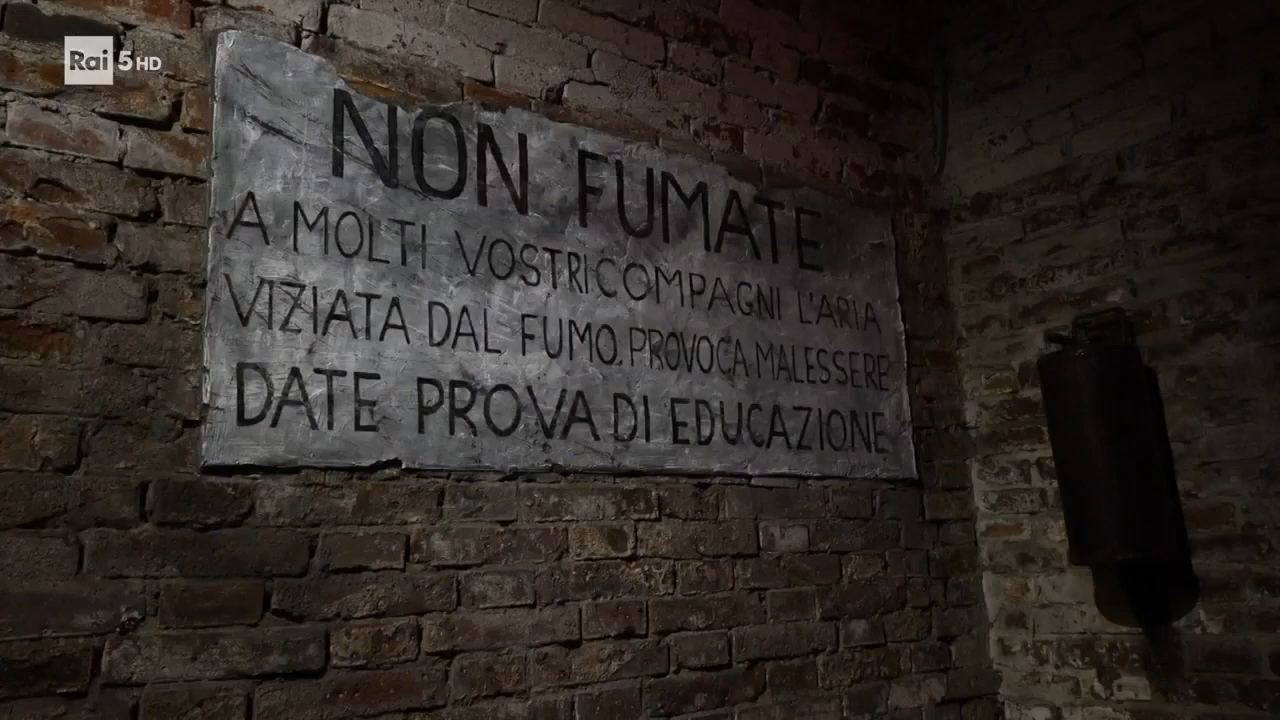 Rai 5 HD
NON FUMATE
A MOLTI VOSTRI COMPAGNI L'ARIA
VIZIATA DAL FUMO. PROVOCA MALESSERE
DATE PROVA DI EDUCAZIONE